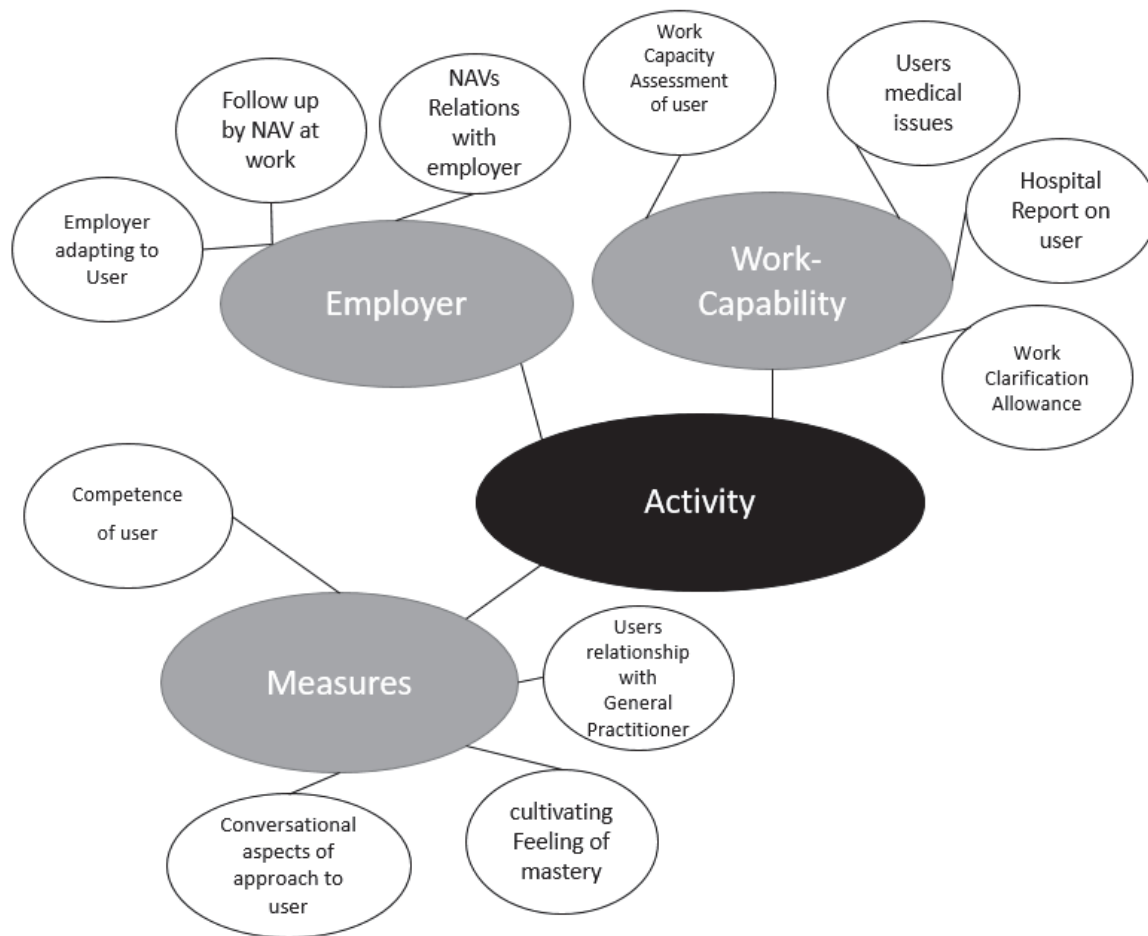 Work
Capacity
Assessment
of user
Users
medical
issues
NAVs
Relations
with
employer
Follow up
by NAV at
work
Hospital
Report on
user
Employer
adapting to
User
Work-
Capability
Employer
Work
Clarification
Allowance
Activity
Competence
of user
Users
relationship
with
General
Practitioner
Measures
cultivating
Feeling of
mastery
Conversational
aspects of
approach to
user